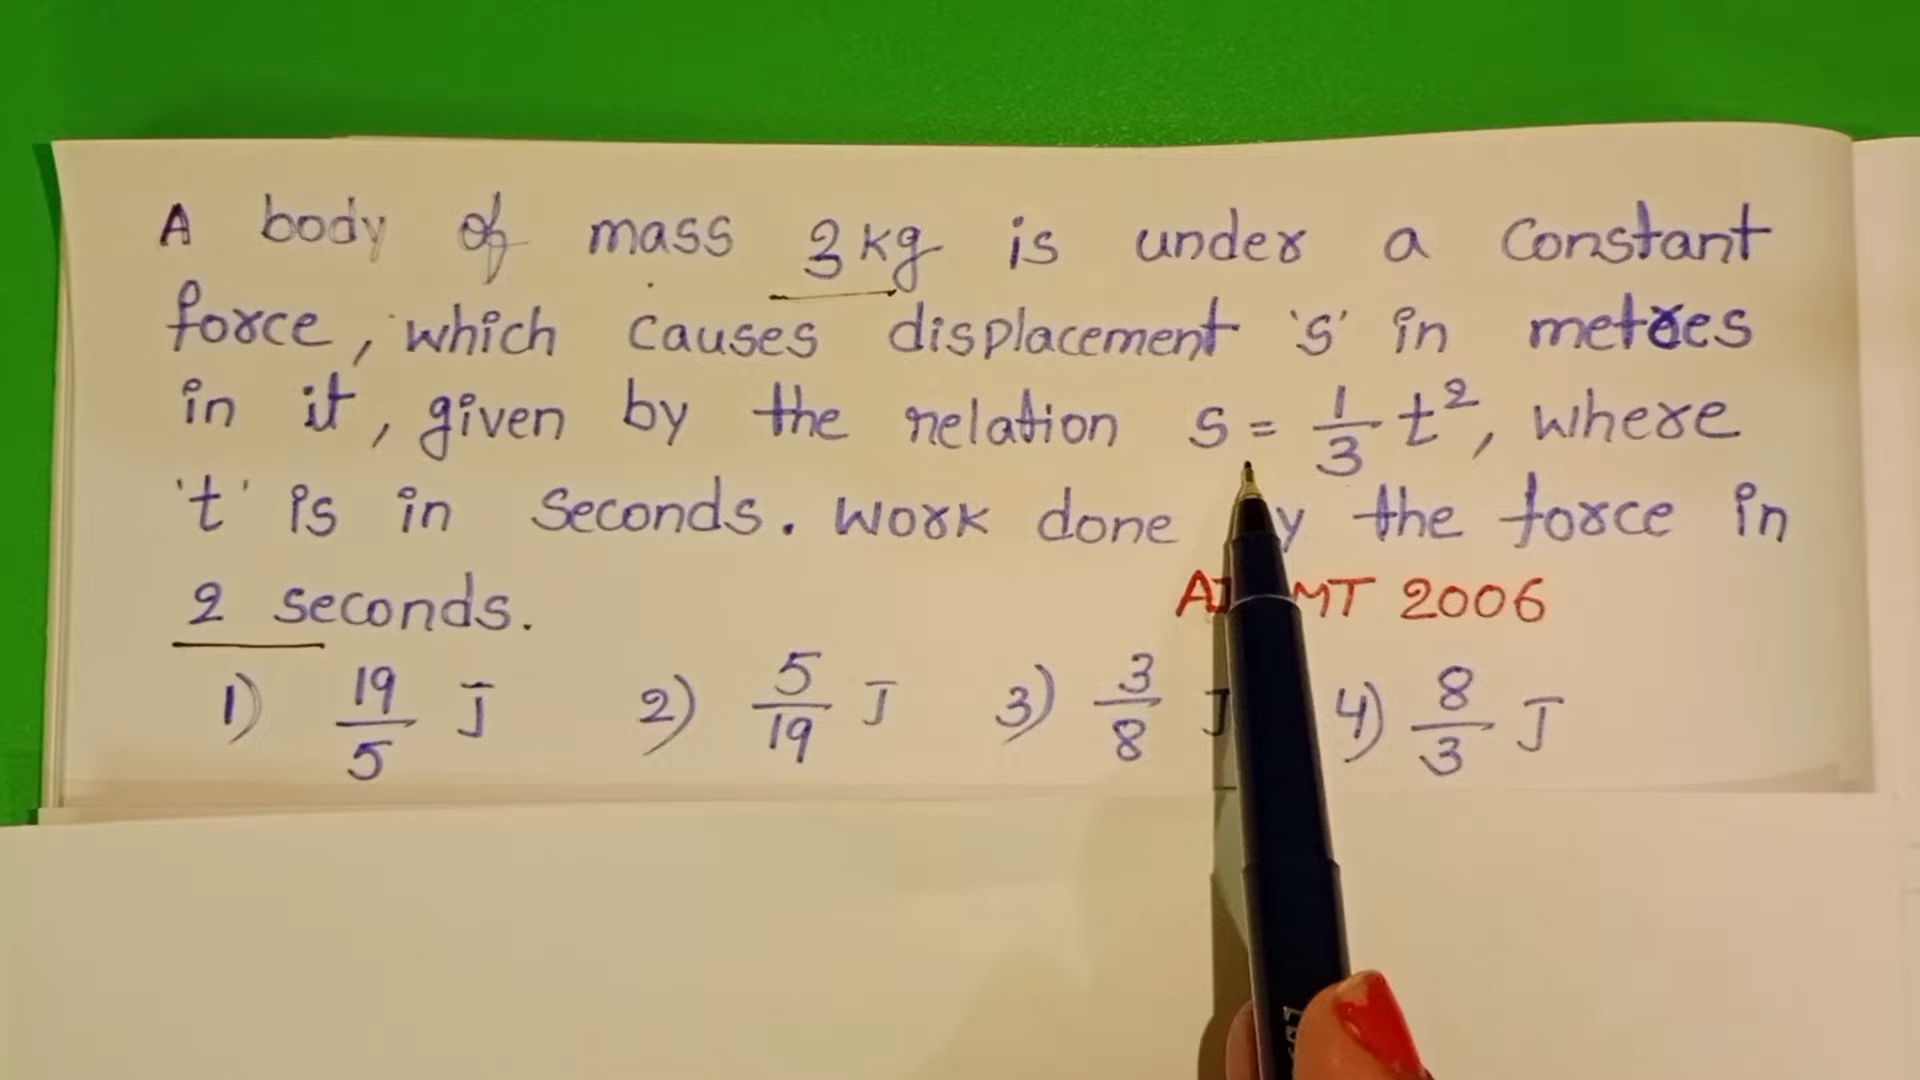 A body of mass 3kg is under a constant
force, which causes displacement 's' in metres
in it, given by the relation s = 1/3 t², where
't' is in seconds. Work done the force in
2 seconds.
2006
1) 19/5 J 2) 5/19 J 3) 3/8 J 4) 8/3 J